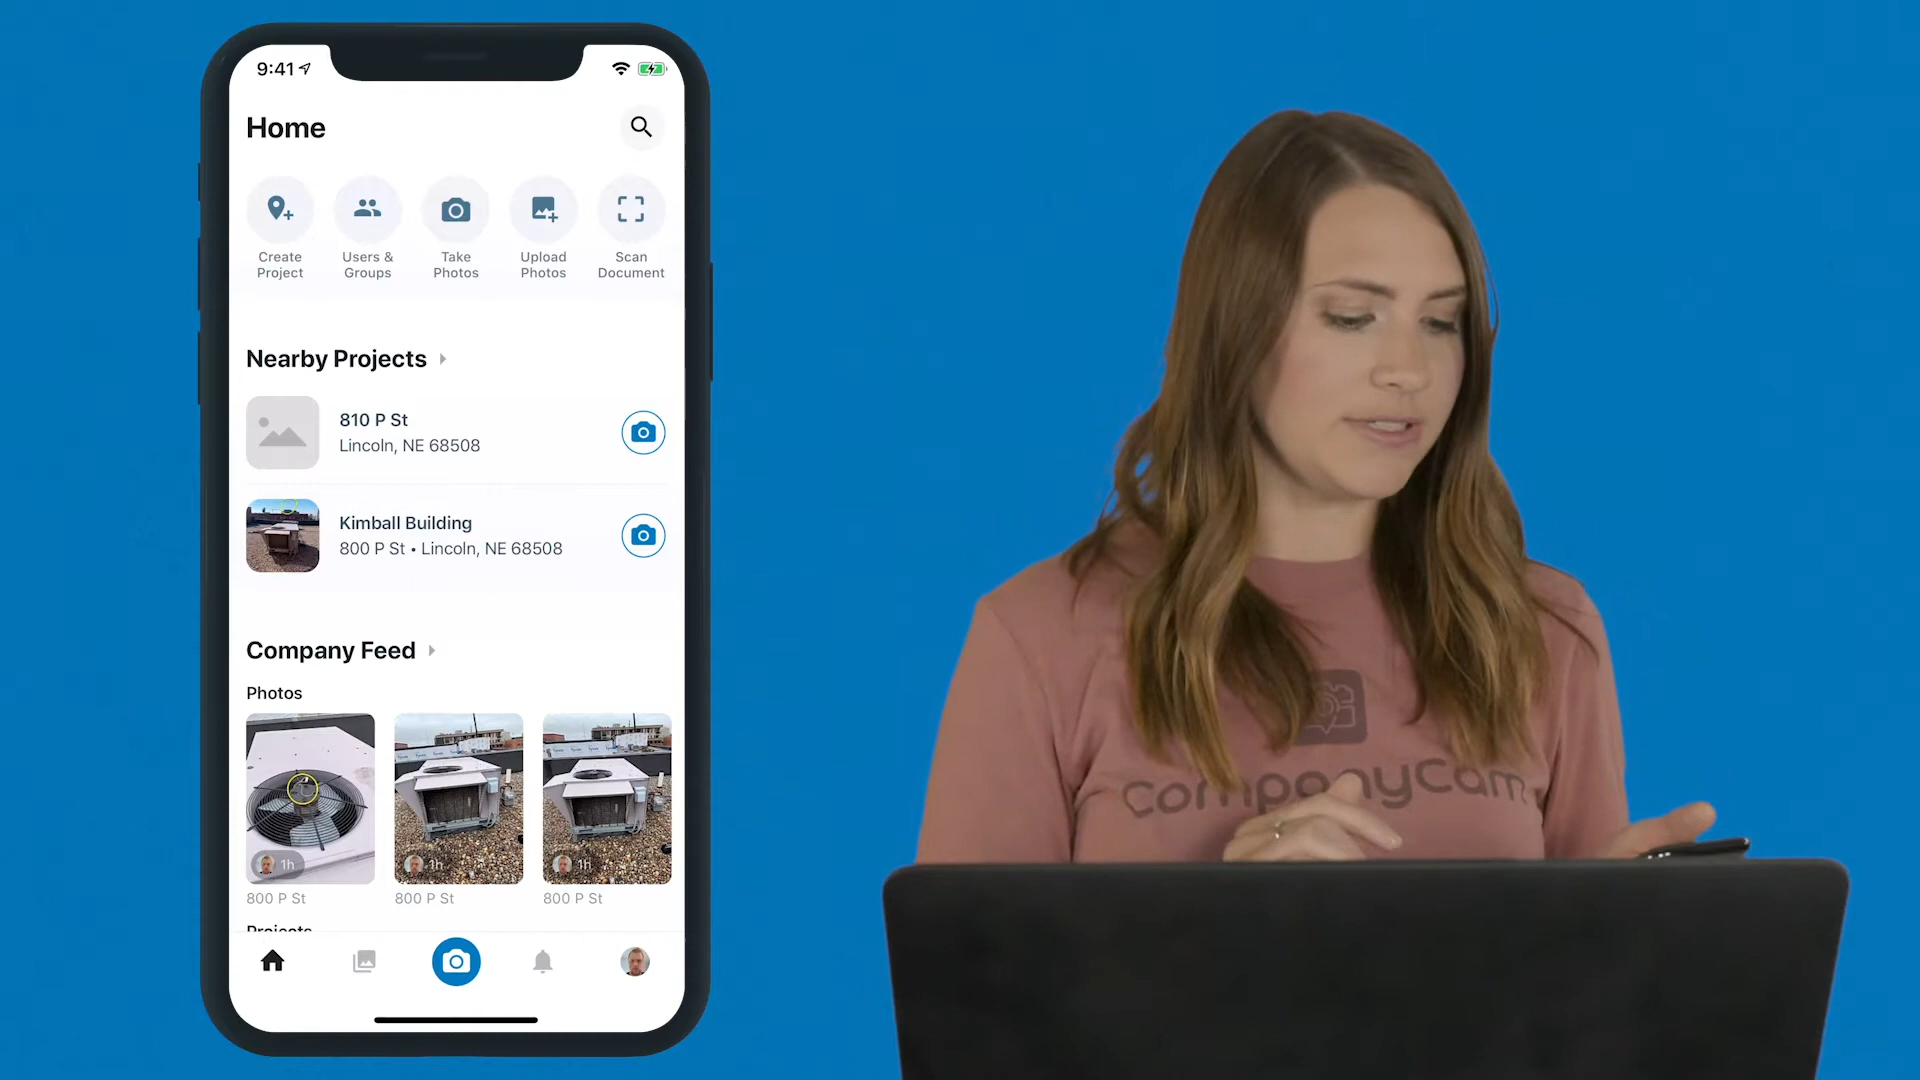 9:41
Home
Create
Project
Users &
Groups
Take
Photos
Upload
Photos
Scan
Document
Nearby Projects
810 P St
Lincoln, NE 68508
Kimball Building
800 P St • Lincoln, NE 68508
Company Feed
Photos
1h
1h
1h
800 P St
800 P St
800 P St
Projects
companycam